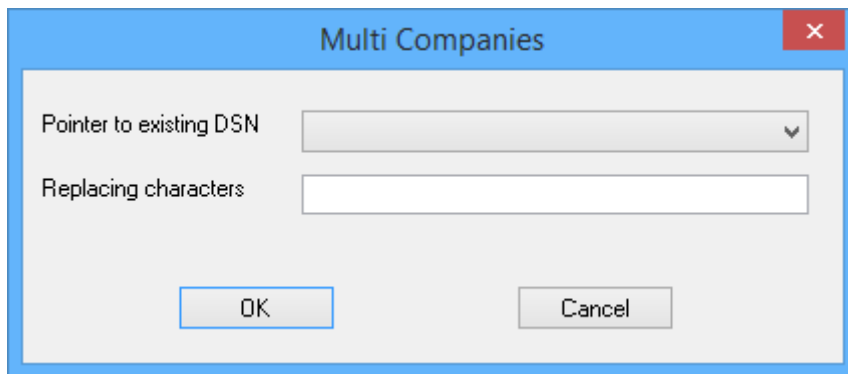 Multi Companies
Pointer to existing DSN
Replacing characters
OK Cancel